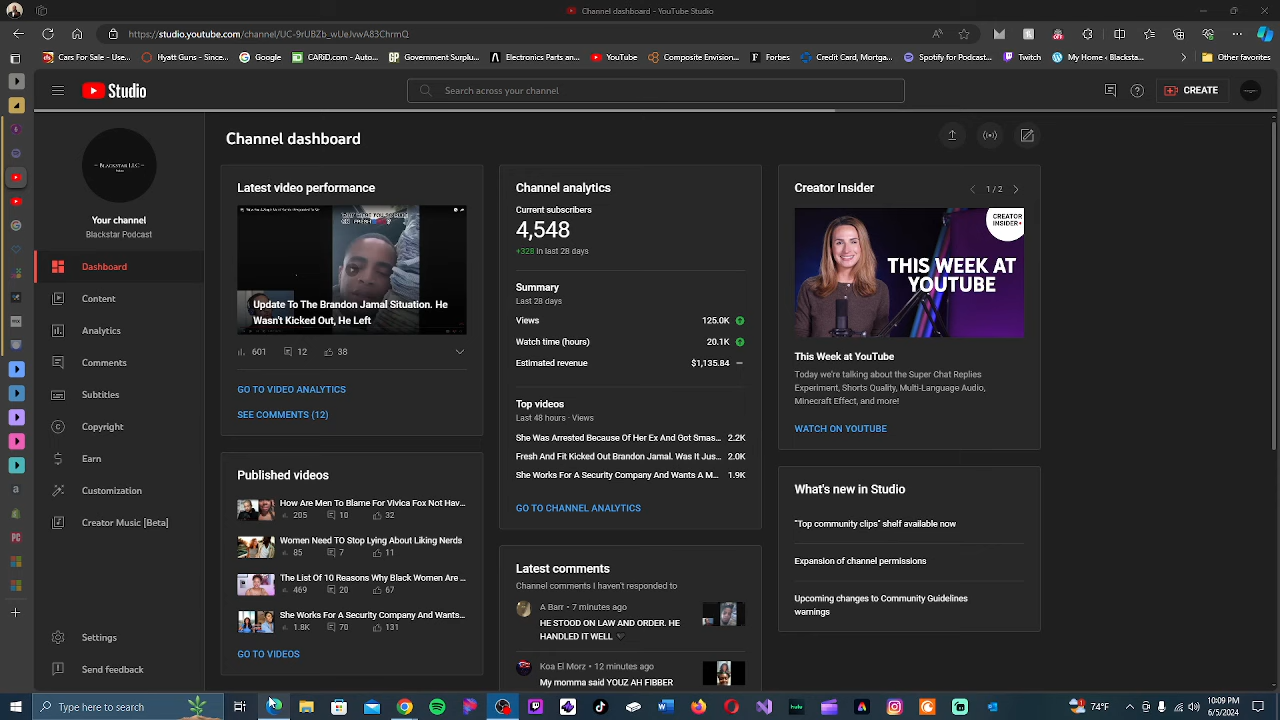 Channel dashboard - YouTube Studio
Cars Hyatt Guns - Since... Google CARiD.com - Automo... Government Surplus... Electronic Parts an... YouTube Composite Envision... Forbes Credit Card, Mortga... Spotify for Podcast... Twitch My Home | Blacksto... Other favorites
Studio
Search across your channel
CREATE
BLACKSTAR LLC
Your channel
Blackstar Podcast
Dashboard
Content
Analytics
Comments
Subtitles
Copyright
Earn
Customization
Creator Music [Beta]
Settings
Send feedback
Channel dashboard
Latest video performance
Update To The Brandon Jamal Situation. He
Wasn't Kicked Out, He Left
601 12 38
GO TO VIDEO ANALYTICS
SEE COMMENTS (12)
Published videos
How Are Men To Blame For Vivica Fox Not Hav...
205 10 32
Women Need To Stop Lying About Liking Nerds
85 7 11
The List Of 10 Reasons Why Black Women Are ...
469 20 67
She Works For A Security Company And Wants...
1.8K 70 131
GO TO VIDEOS
Channel analytics
Current subscribers
4,548
+328 in last 28 days
Summary
Last 28 days
Views 125.0K
Watch time (hours) 20.1K
Estimated revenue $1,135.84 —
Top videos
Last 48 hours · Views
She Was Arrested Because Of Her Ex And Got Smas... 2.2K
Fresh And Fit Kicked Out Brandon Jamal. Was It Jus... 2.0K
She Works For A Security Company And Wants A M... 1.9K
GO TO CHANNEL ANALYTICS
Latest comments
Channel comments I haven't responded to
A Barr • 7 minutes ago
HE STOOD ON LAW AND ORDER. HE
HANDLED IT WELL 🖤
Koa El Morz • 12 minutes ago
My momma said YOUZ AH FIBBER
Creator Insider
1 / 2
CREATOR
INSIDER
THIS WEEK AT
YOUTUBE
This Week at YouTube
Today we're talking about the Super Chat Replies
Experiment, Shorts Quality, Multi-Language Audio,
Minecraft Effect, and more!
WATCH ON YOUTUBE
What's new in Studio
"Top community clips" shelf available now
Expansion of channel permissions
Upcoming changes to Community Guidelines
warnings
Type here to search
hulu
74°F
10:09 PM
6/5/2024